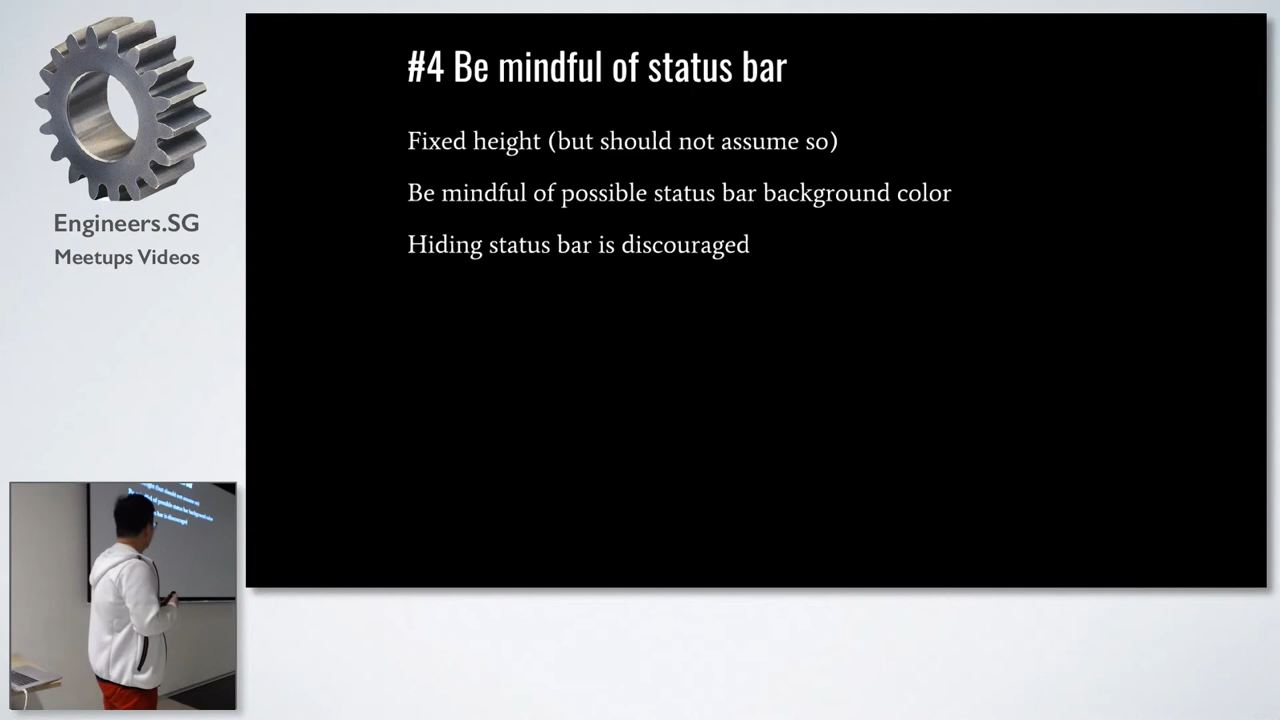 #4 Be mindful of status bar
Fixed height (but should not assume so)
Be mindful of possible status bar background color
Hiding status bar is discouraged
Engineers.SG
Meetups Videos